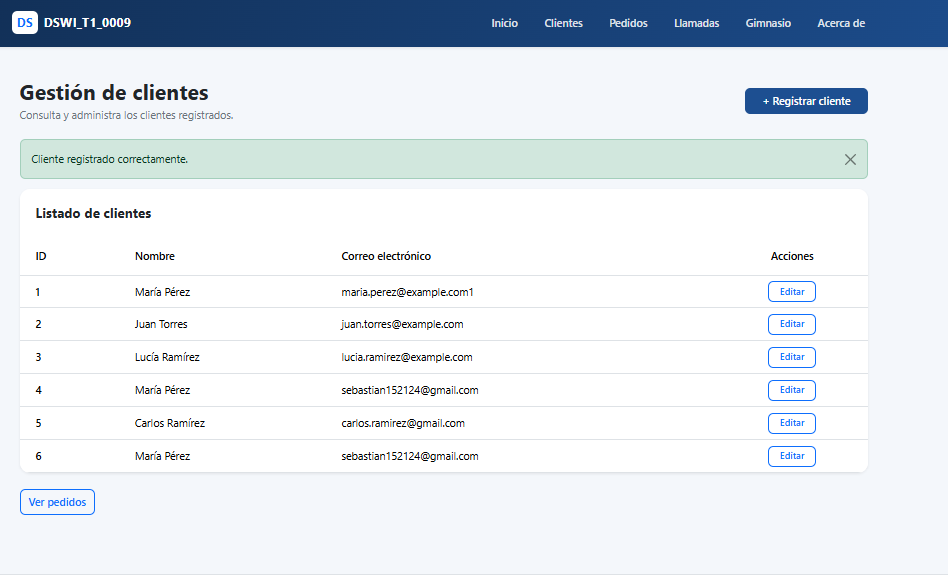 DS DSWI_T1_0009 Inicio Clientes Pedidos Llamadas Gimnasio Acerca de
Gestión de clientes
Consulta y administra los clientes registrados.
+ Registrar cliente
Cliente registrado correctamente.
Listado de clientes
ID Nombre Correo electrónico Acciones
1 María Pérez maria.perez@example.com1 Editar
2 Juan Torres juan.torres@example.com Editar
3 Lucía Ramírez lucia.ramirez@example.com Editar
4 María Pérez sebastian152124@gmail.com Editar
5 Carlos Ramírez carlos.ramirez@gmail.com Editar
6 María Pérez sebastian152124@gmail.com Editar
Ver pedidos